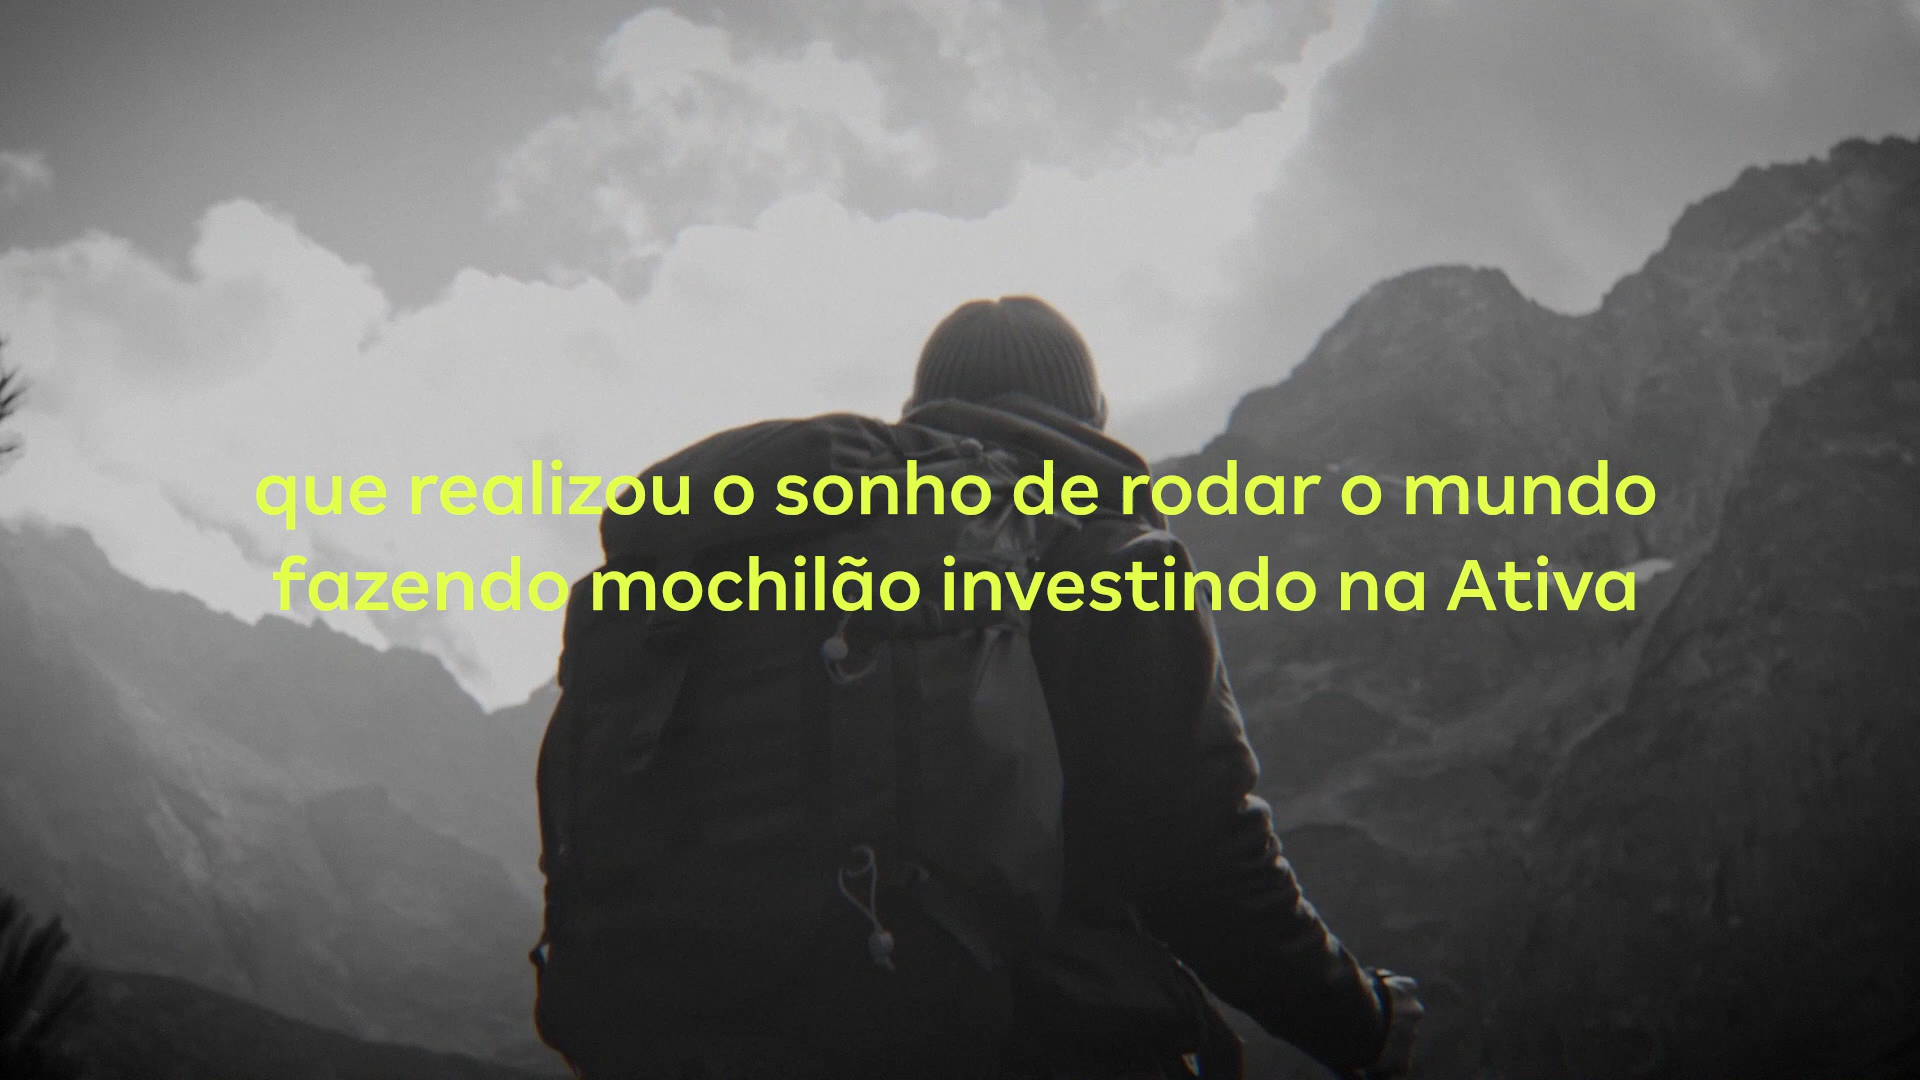 que realizou o sonho de rodar o mundo
fazendo mochilão investindo na Ativa